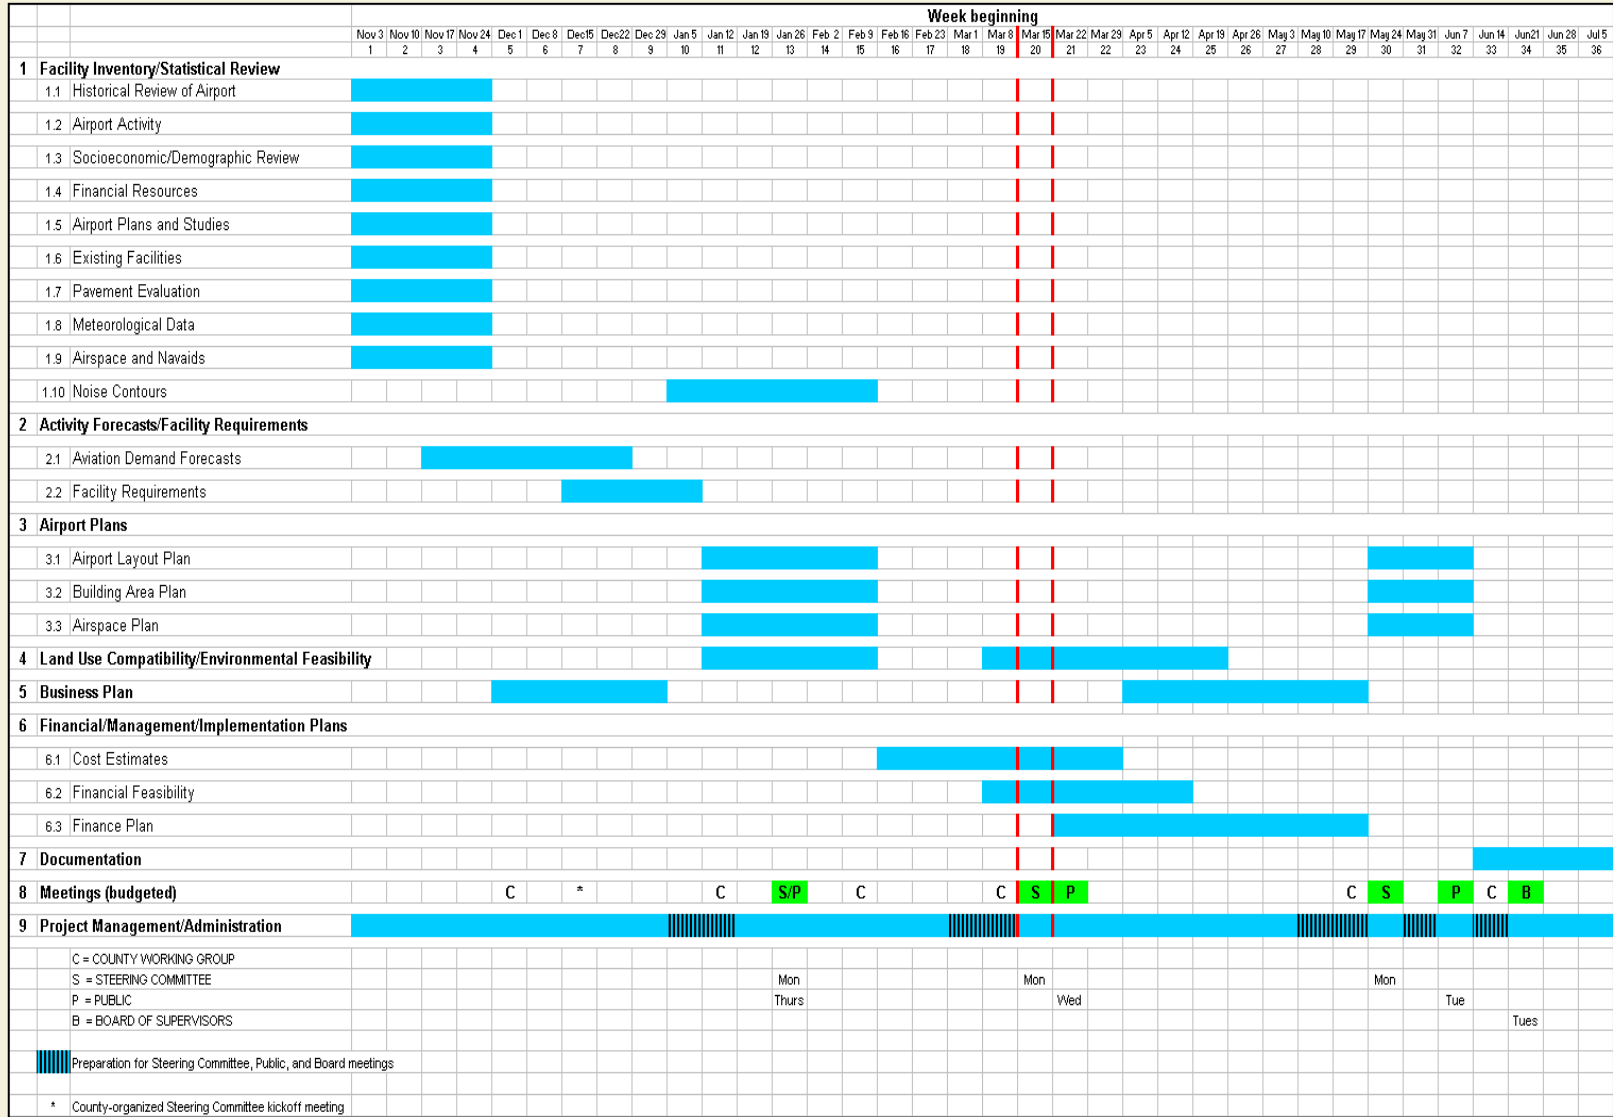 Week beginning
Nov 3 Nov 10 Nov 17 Nov 24 Dec 1 Dec 8 Dec15 Dec22 Dec 29 Jan 5 Jan 12 Jan 19 Jan 26 Feb 2 Feb 9 Feb 16 Feb 23 Mar 1 Mar 8 Mar 15 Mar 22 Mar 29 Apr 5 Apr 12 Apr 19 Apr 26 May 3 May 10 May 17 May 24 May 31 Jun 7 Jun 14 Jun21 Jun 28 Jul 5
1 2 3 4 5 6 7 8 9 10 11 12 13 14 15 16 17 18 19 20 21 22 23 24 25 26 27 28 29 30 31 32 33 34 35 36
1 Facility Inventory/Statistical Review
1.1 Historical Review of Airport
1.2 Airport Activity
1.3 Socioeconomic/Demographic Review
1.4 Financial Resources
1.5 Airport Plans and Studies
1.6 Existing Facilities
1.7 Pavement Evaluation
1.8 Meteorological Data
1.9 Airspace and Navaids
1.10 Noise Contours
2 Activity Forecasts/Facility Requirements
2.1 Aviation Demand Forecasts
2.2 Facility Requirements
3 Airport Plans
3.1 Airport Layout Plan
3.2 Building Area Plan
3.3 Airspace Plan
4 Land Use Compatibility/Environmental Feasibility
5 Business Plan
6 Financial/Management/Implementation Plans
6.1 Cost Estimates
6.2 Financial Feasibility
6.3 Finance Plan
7 Documentation
8 Meetings (budgeted) C * C S/P C C S P C S P C B
9 Project Management/Administration
C = COUNTY WORKING GROUP
S = STEERING COMMITTEE Mon Mon Mon
P = PUBLIC Thurs Wed Tue
B = BOARD OF SUPERVISORS Tues
Preparation for Steering Committee, Public, and Board meetings
* County-organized Steering Committee kickoff meeting